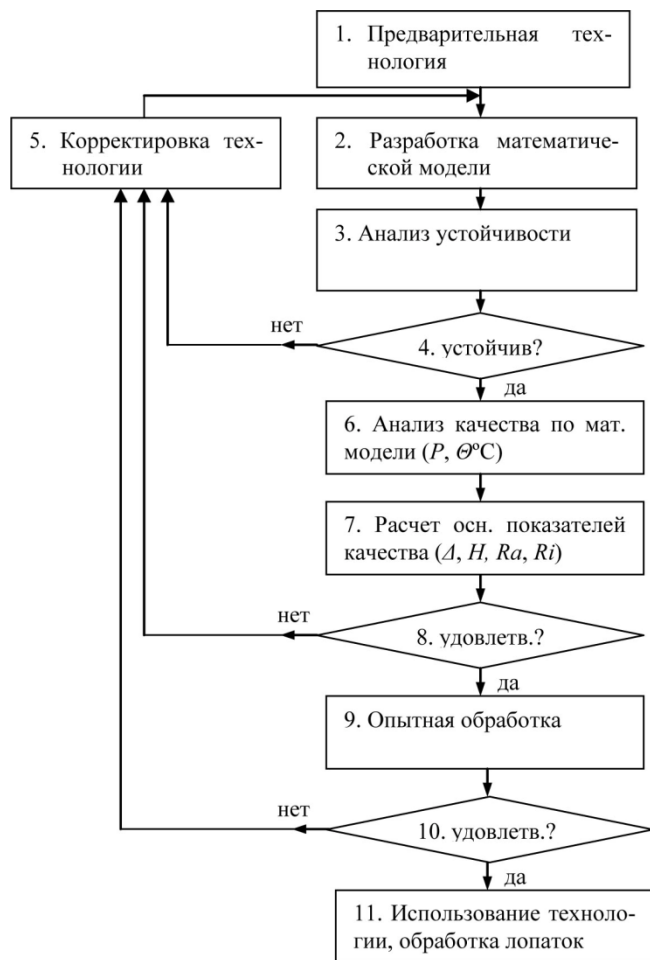 1. Предварительная тех-
нология
5. Корректировка тех-
нологии
2. Разработка математиче-
ской модели
3. Анализ устойчивости
нет
4. устойчив?
да
6. Анализ качества по мат.
модели (P, Θ°C)
7. Расчет осн. показателей
качества (Δ, H, Ra, Ri)
нет
8. удовлетв.?
да
9. Опытная обработка
нет
10. удовлетв.?
да
11. Использование техноло-
гии, обработка лопаток